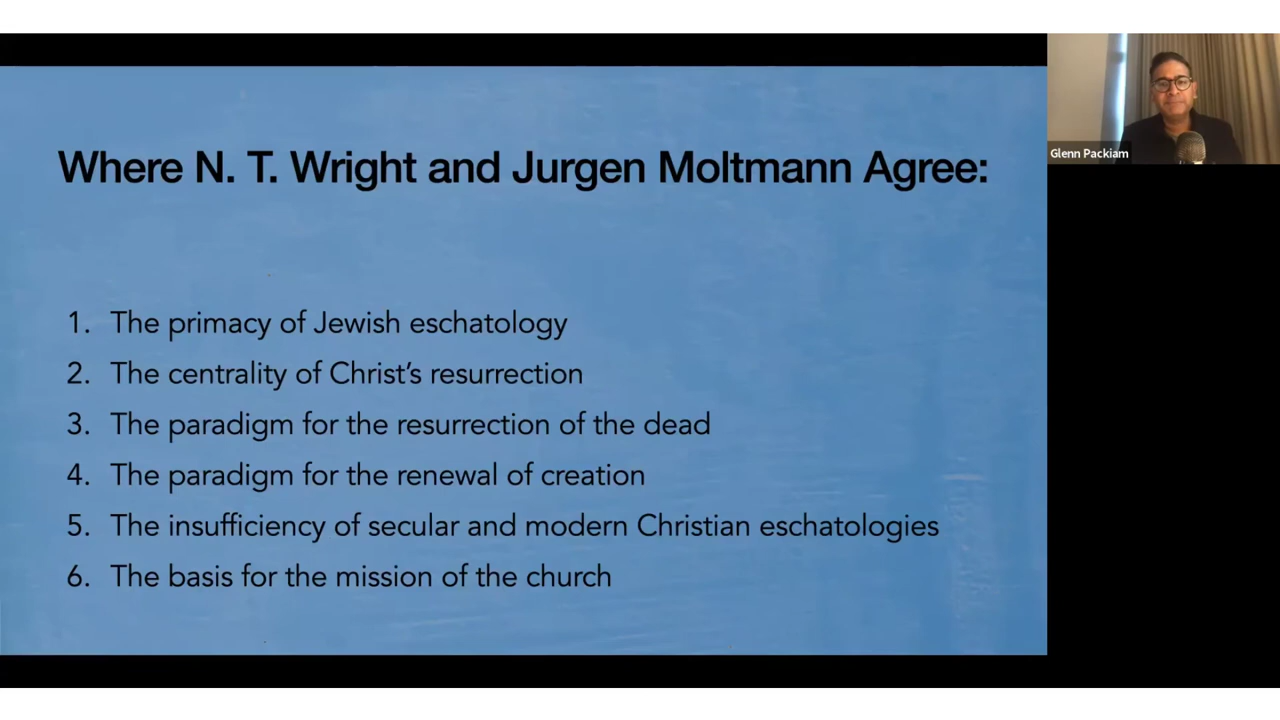 Where N. T. Wright and Jurgen Moltmann Agree:
1. The primacy of Jewish eschatology
2. The centrality of Christ’s resurrection
3. The paradigm for the resurrection of the dead
4. The paradigm for the renewal of creation
5. The insufficiency of secular and modern Christian eschatologies
6. The basis for the mission of the church
Glenn Packiam